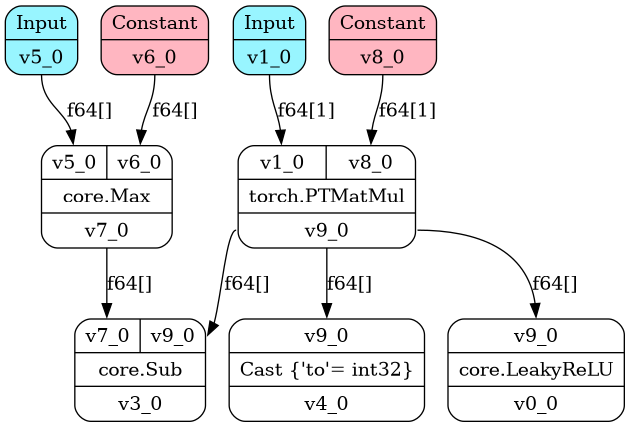 Input
v5_0
Constant
v6_0
Input
v1_0
Constant
v8_0
f64[]
f64[]
f64[1]
f64[1]
v5_0 v6_0
core.Max
v7_0
v1_0 v8_0
torch.PTMatMul
v9_0
f64[]
f64[]
f64[]
f64[]
v7_0 v9_0
core.Sub
v3_0
v9_0
Cast {'to'= int32}
v4_0
v9_0
core.LeakyReLU
v0_0